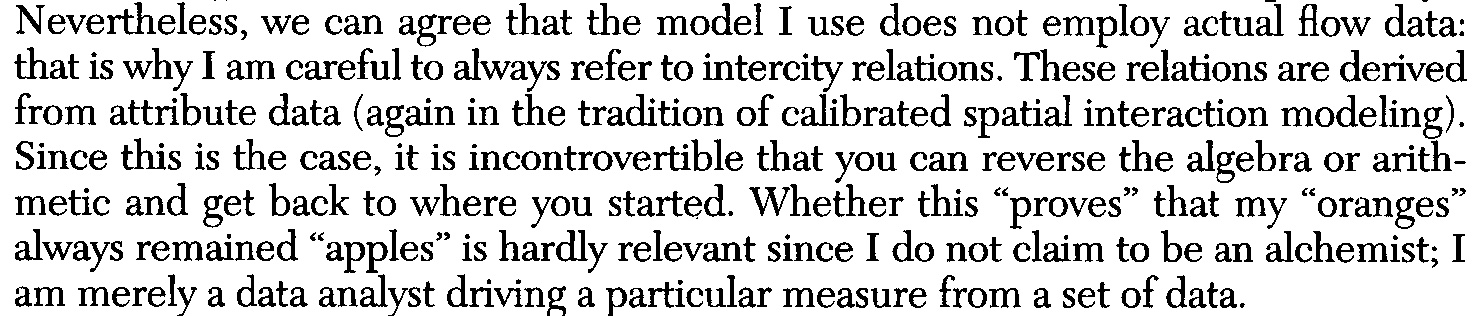 Nevertheless, we can agree that the model I use does not employ actual flow data:
that is why I am careful to always refer to intercity relations. These relations are derived
from attribute data (again in the tradition of calibrated spatial interaction modeling).
Since this is the case, it is incontrovertible that you can reverse the algebra or arith-
metic and get back to where you started. Whether this “proves” that my “oranges”
always remained “apples” is hardly relevant since I do not claim to be an alchemist; I
am merely a data analyst driving a particular measure from a set of data.